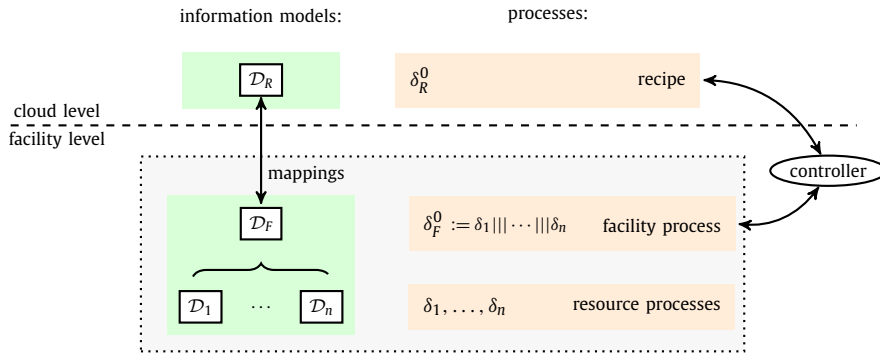 information models:
processes:
𝒟_R
δ_R^0
recipe
cloud level
facility level
controller
mappings
𝒟_F
δ_F^0 := δ_1 ||| ⋯ ||| δ_n
facility process
𝒟_1
⋯
𝒟_n
δ_1, . . . , δ_n
resource processes